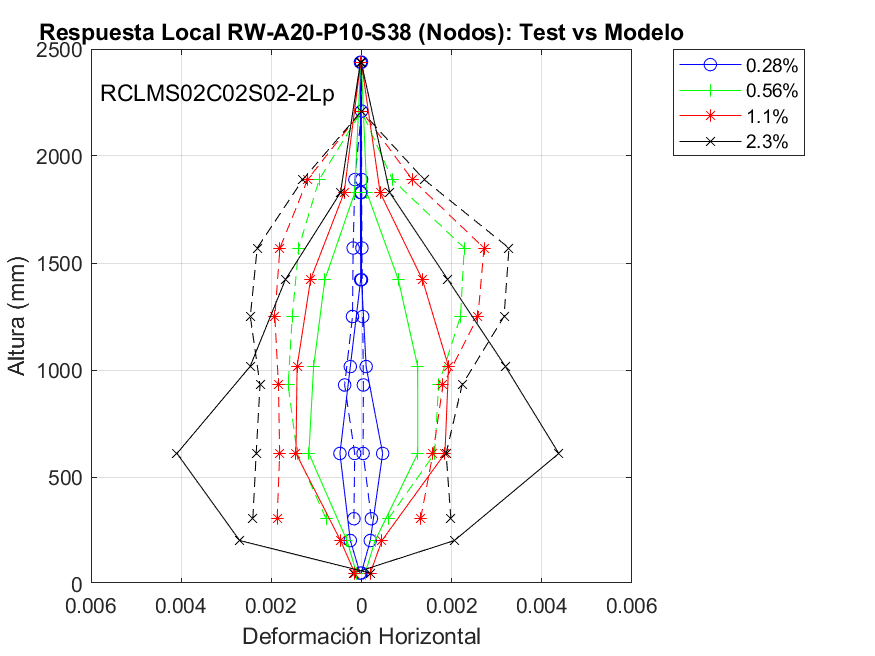 Respuesta Local RW-A20-P10-S38 (Nodos): Test vs Modelo
2500
2000
1500
1000
500
0
Altura (mm)
RCLMS02C02S02-2Lp
0.28%
0.56%
1.1%
2.3%
0.006 0.004 0.002 0 0.002 0.004 0.006
Deformación Horizontal